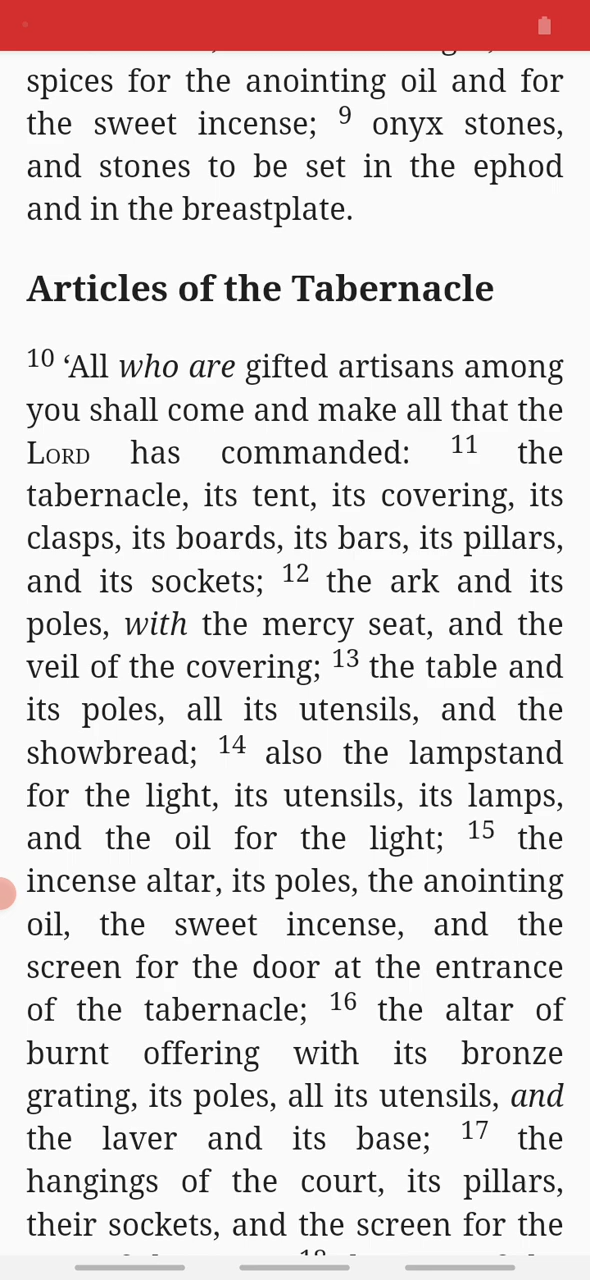 spices for the anointing oil and for
the sweet incense; 9 onyx stones,
and stones to be set in the ephod
and in the breastplate.
Articles of the Tabernacle
10 ‘All who are gifted artisans among
you shall come and make all that the
LORD has commanded: 11 the
tabernacle, its tent, its covering, its
clasps, its boards, its bars, its pillars,
and its sockets; 12 the ark and its
poles, with the mercy seat, and the
veil of the covering; 13 the table and
its poles, all its utensils, and the
showbread; 14 also the lampstand
for the light, its utensils, its lamps,
and the oil for the light; 15 the
incense altar, its poles, the anointing
oil, the sweet incense, and the
screen for the door at the entrance
of the tabernacle; 16 the altar of
burnt offering with its bronze
grating, its poles, all its utensils, and
the laver and its base; 17 the
hangings of the court, its pillars,
their sockets, and the screen for the